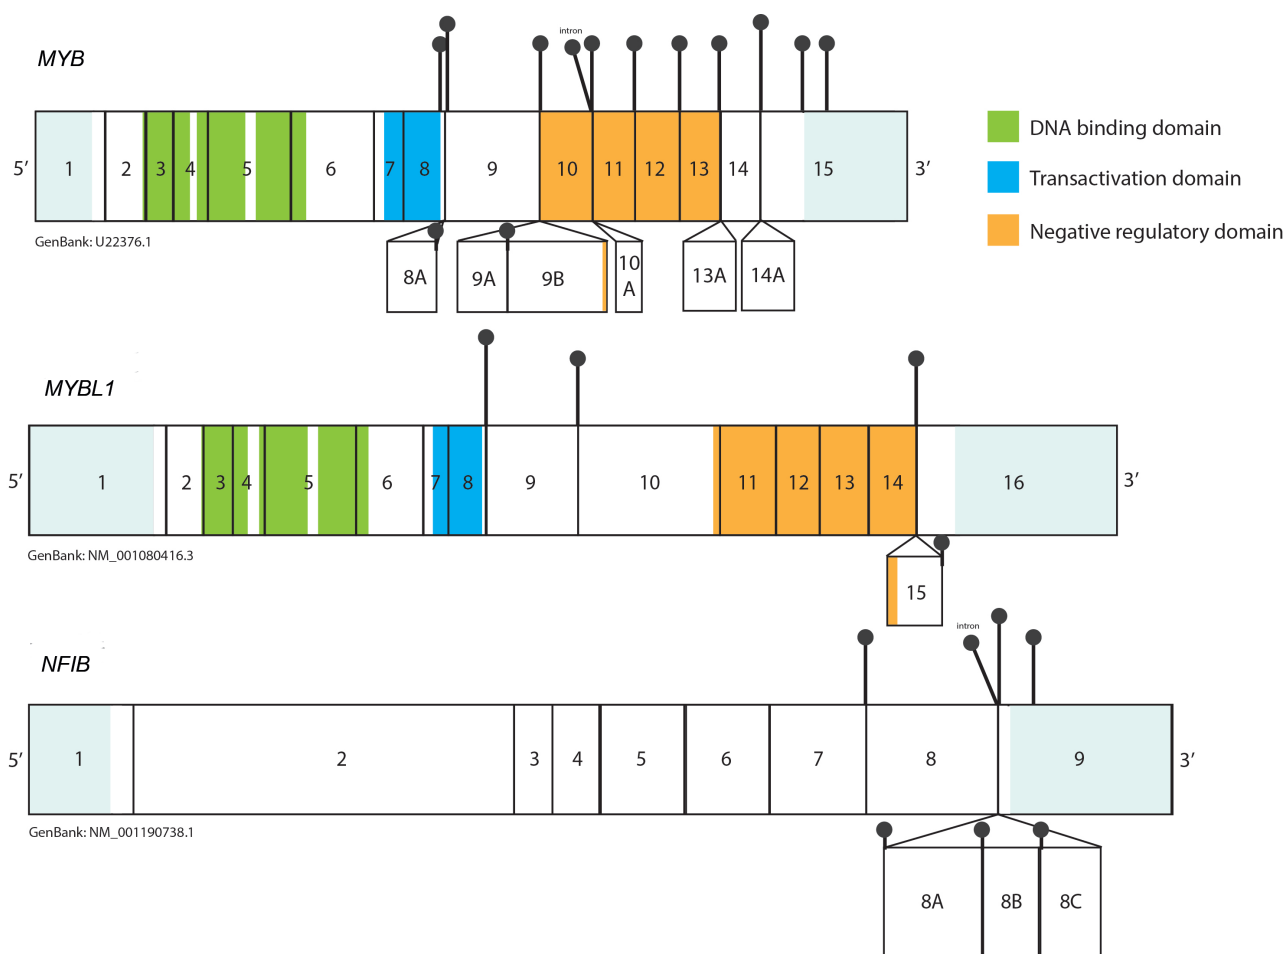 intron
MYB
DNA binding domain
5′ 1 2 3 4 5 6 7 8 9 10 11 12 13 14 15 3′
Transactivation domain
Negative regulatory domain
GenBank: U22376.1
8A 9A 9B 10 A 13A 14A
MYBL1
5′ 1 2 3 4 5 6 7 8 9 10 11 12 13 14 16 3′
GenBank: NM_001080416.3
15
intron
NFIB
5′ 1 2 3 4 5 6 7 8 9 3′
GenBank: NM_001190738.1
8A 8B 8C